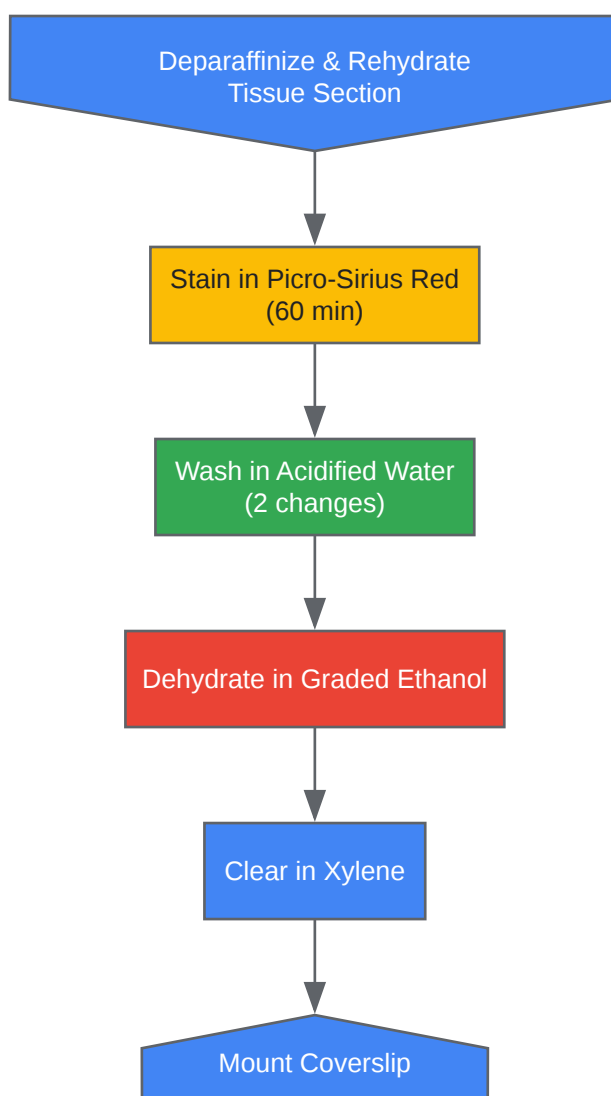 Deparaffinize & Rehydrate
Tissue Section
Stain in Picro-Sirius Red
(60 min)
Wash in Acidified Water
(2 changes)
Dehydrate in Graded Ethanol
Clear in Xylene
Mount Coverslip